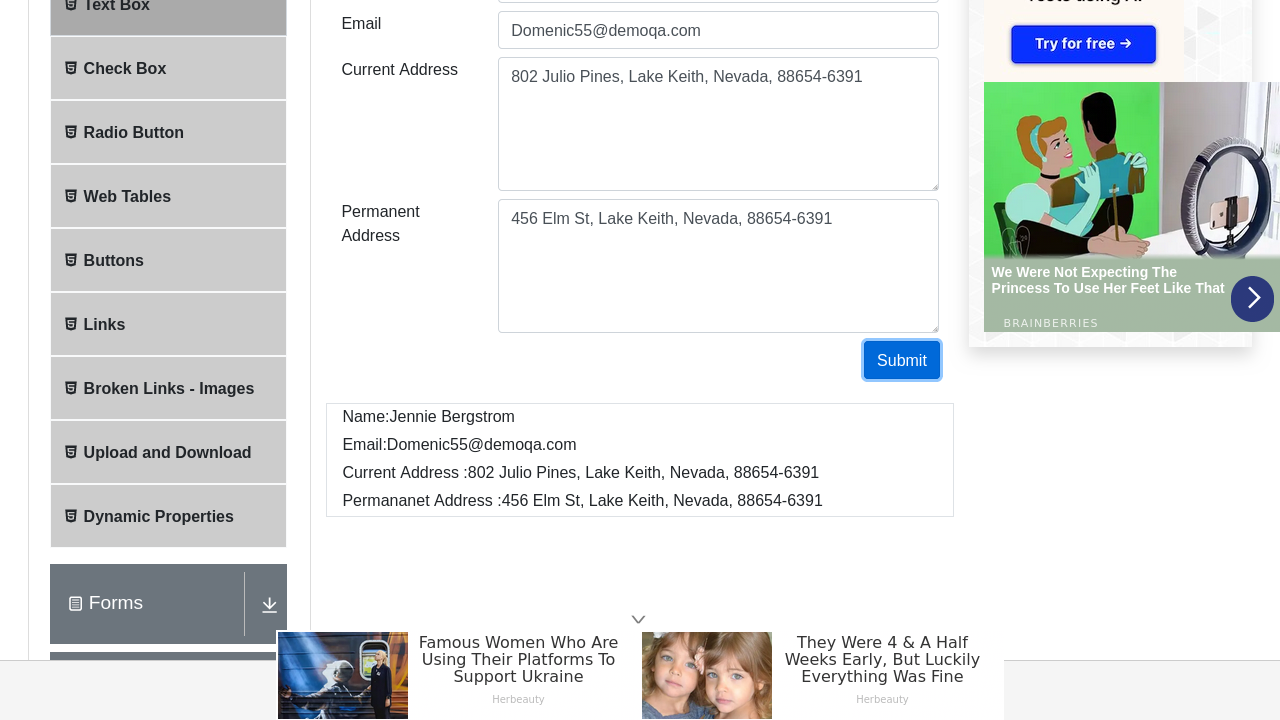 Text Box
Check Box
Radio Button
Web Tables
Buttons
Links
Broken Links - Images
Upload and Download
Dynamic Properties
Forms
Email
Domenic55@demoqa.com
Current Address
802 Julio Pines, Lake Keith, Nevada, 88654-6391
Permanent
Address
456 Elm St, Lake Keith, Nevada, 88654-6391
Submit
Name:Jennie Bergstrom
Email:Domenic55@demoqa.com
Current Address :802 Julio Pines, Lake Keith, Nevada, 88654-6391
Permananet Address :456 Elm St, Lake Keith, Nevada, 88654-6391
Try for free →
We Were Not Expecting The
Princess To Use Her Feet Like That
BRAINBERRIES
Famous Women Who Are
Using Their Platforms To
Support Ukraine
Herbeauty
They Were 4 & A Half
Weeks Early, But Luckily
Everything Was Fine
Herbeauty